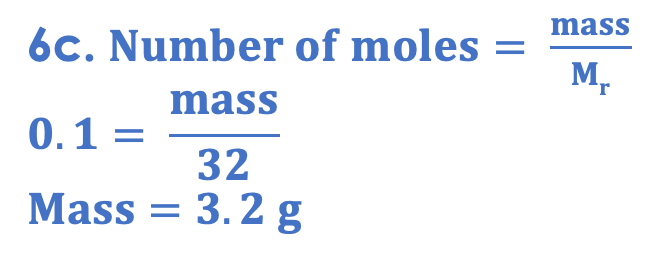 6c. Number of moles = mass / Mᵣ
0.1 = mass / 32
Mass = 3.2 g